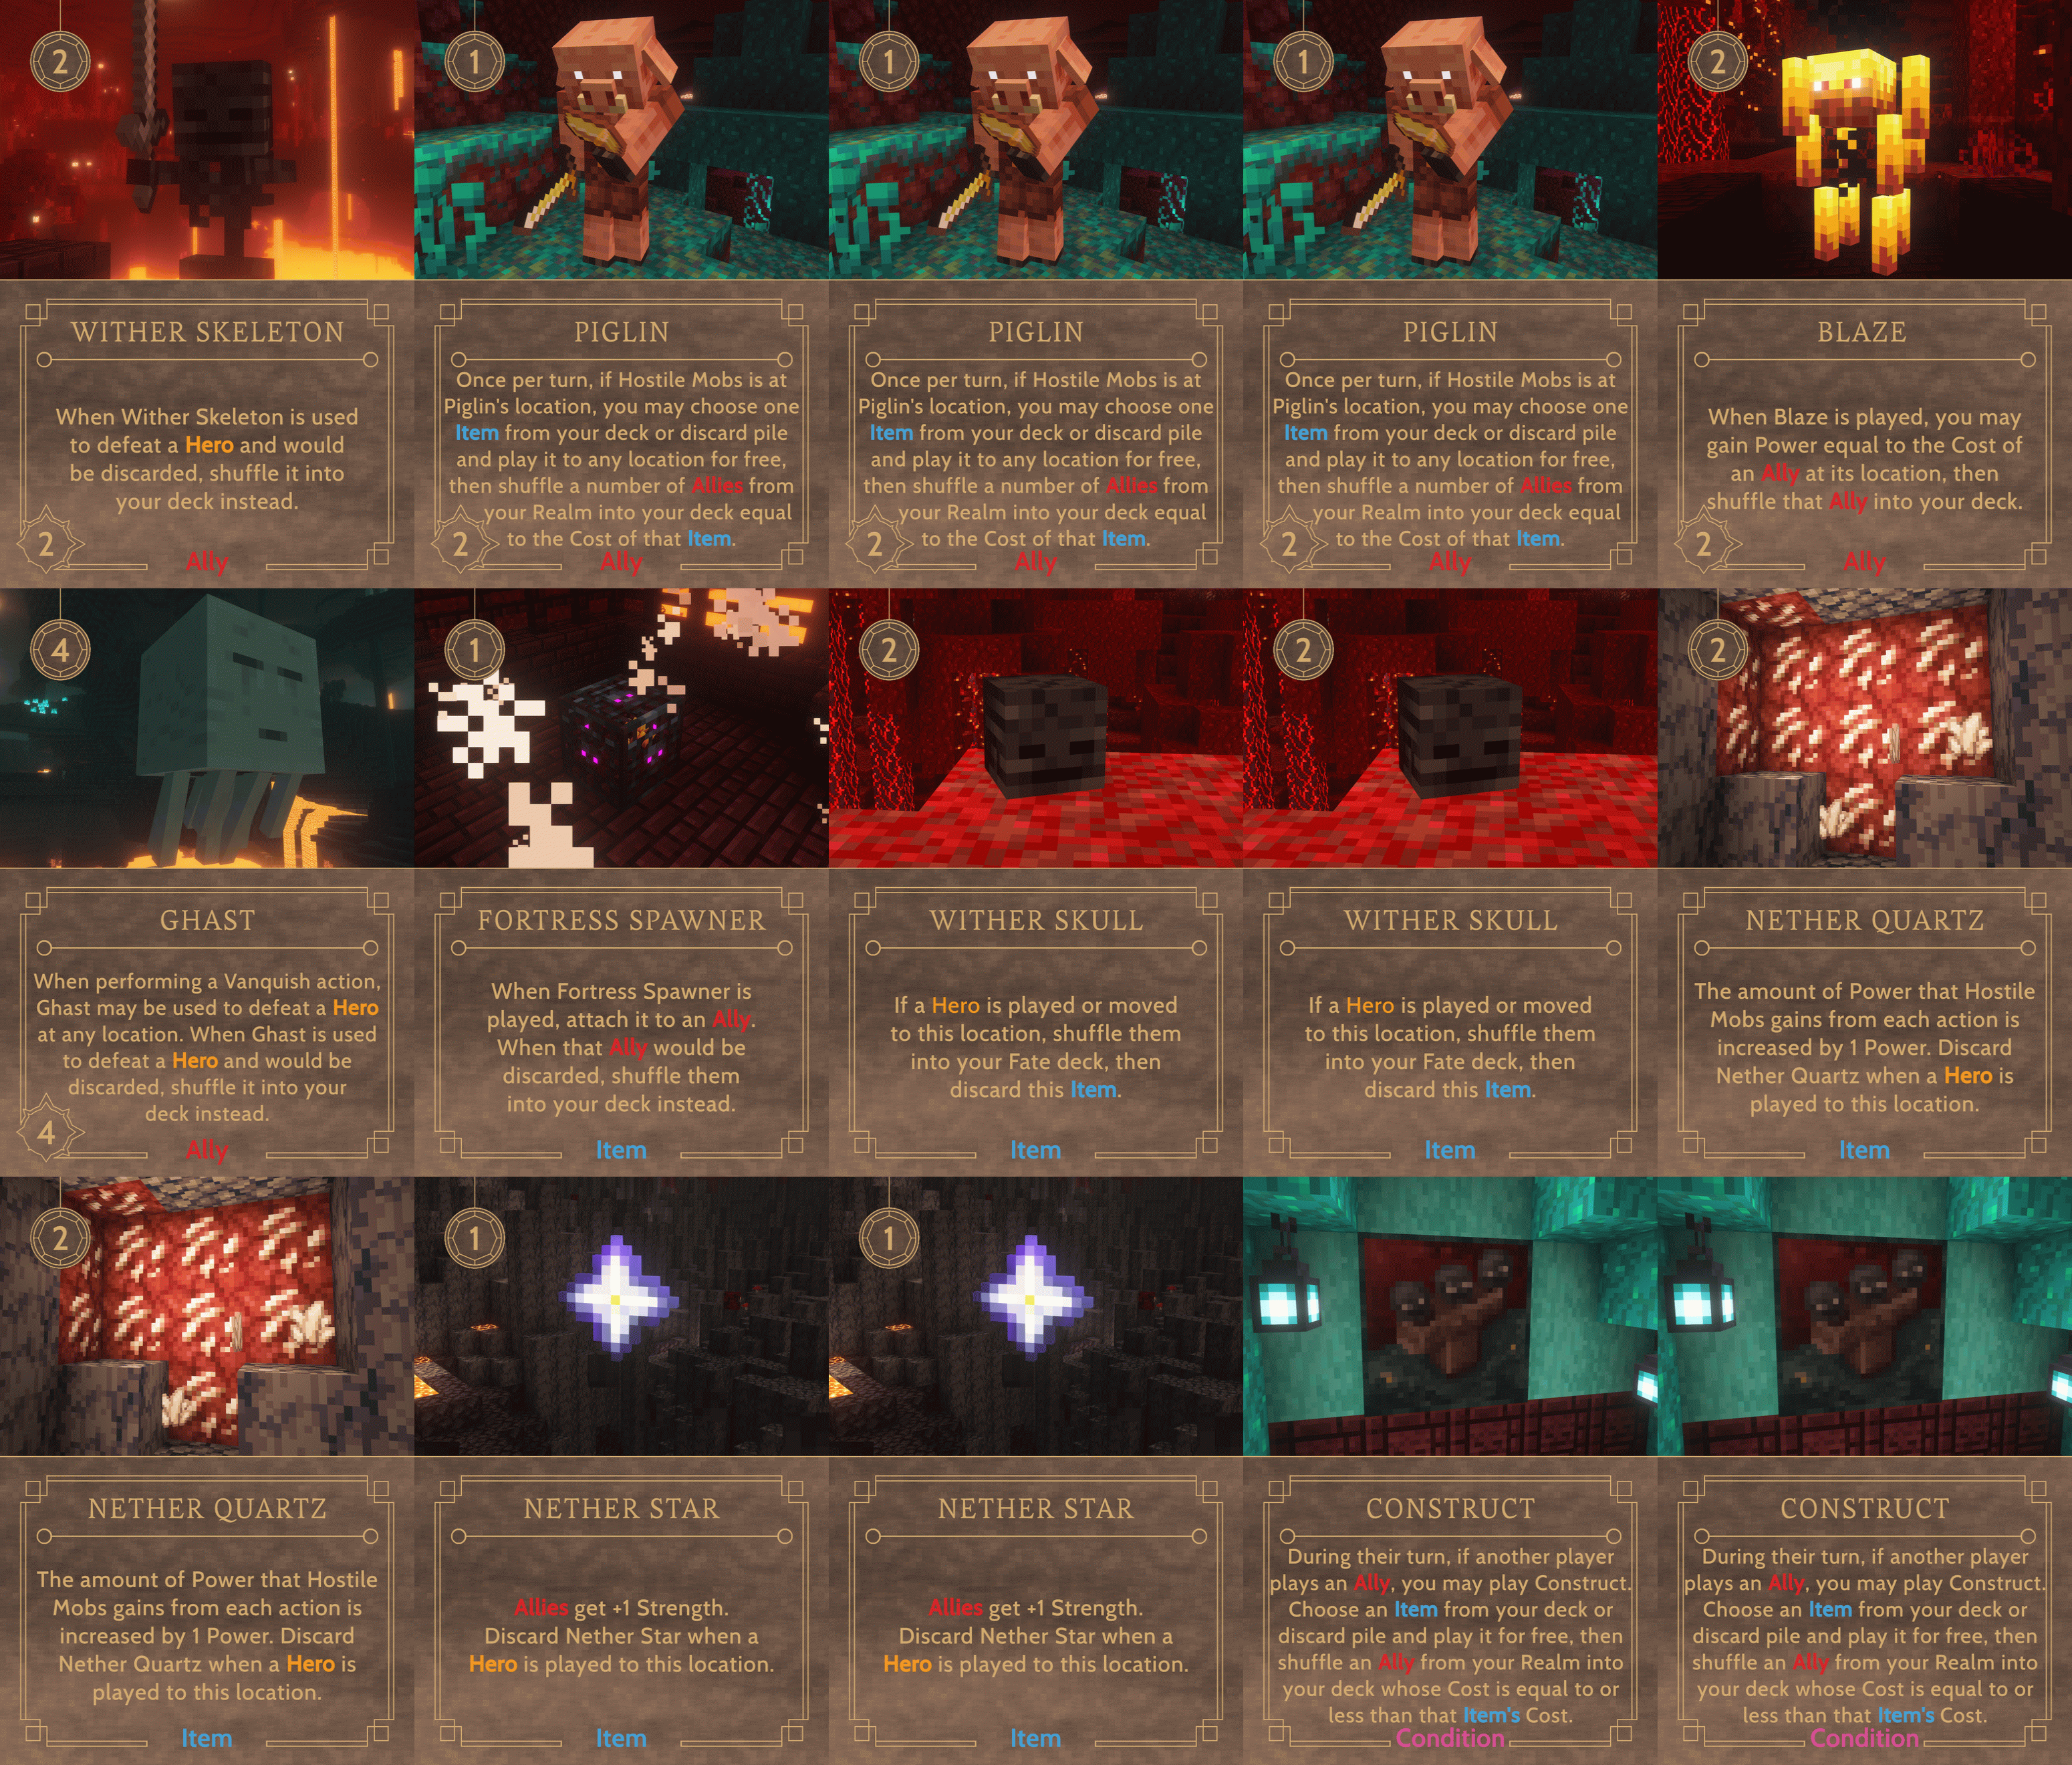 2
WITHER SKELETON
When Wither Skeleton is used
to defeat a Hero and would
be discarded, shuffle it into
your deck instead.
2
Ally
1
PIGLIN
Once per turn, if Hostile Mobs is at
Piglin's location, you may choose one
Item from your deck or discard pile
and play it to any location for free,
then shuffle a number of Allies from
your Realm into your deck equal
to the Cost of that Item.
2
Ally
1
PIGLIN
Once per turn, if Hostile Mobs is at
Piglin's location, you may choose one
Item from your deck or discard pile
and play it to any location for free,
then shuffle a number of Allies from
your Realm into your deck equal
to the Cost of that Item.
2
Ally
1
PIGLIN
Once per turn, if Hostile Mobs is at
Piglin's location, you may choose one
Item from your deck or discard pile
and play it to any location for free,
then shuffle a number of Allies from
your Realm into your deck equal
to the Cost of that Item.
2
Ally
2
BLAZE
When Blaze is played, you may
gain Power equal to the Cost of
an Ally at its location, then
shuffle that Ally into your deck.
2
Ally
4
GHAST
When performing a Vanquish action,
Ghast may be used to defeat a Hero
at any location. When Ghast is used
to defeat a Hero and would be
discarded, shuffle it into your
deck instead.
4
Ally
1
FORTRESS SPAWNER
When Fortress Spawner is
played, attach it to an Ally.
When that Ally would be
discarded, shuffle them
into your deck instead.
Item
2
WITHER SKULL
If a Hero is played or moved
to this location, shuffle them
into your Fate deck, then
discard this Item.
Item
2
WITHER SKULL
If a Hero is played or moved
to this location, shuffle them
into your Fate deck, then
discard this Item.
Item
2
NETHER QUARTZ
The amount of Power that Hostile
Mobs gains from each action is
increased by 1 Power. Discard
Nether Quartz when a Hero is
played to this location.
Item
2
NETHER QUARTZ
The amount of Power that Hostile
Mobs gains from each action is
increased by 1 Power. Discard
Nether Quartz when a Hero is
played to this location.
Item
1
NETHER STAR
Allies get +1 Strength.
Discard Nether Star when a
Hero is played to this location.
Item
1
NETHER STAR
Allies get +1 Strength.
Discard Nether Star when a
Hero is played to this location.
Item
CONSTRUCT
During their turn, if another player
plays an Ally, you may play Construct.
Choose an Item from your deck or
discard pile and play it for free, then
shuffle an Ally from your Realm into
your deck whose Cost is equal to or
less than that Item's Cost.
Condition
CONSTRUCT
During their turn, if another player
plays an Ally, you may play Construct.
Choose an Item from your deck or
discard pile and play it for free, then
shuffle an Ally from your Realm into
your deck whose Cost is equal to or
less than that Item's Cost.
Condition